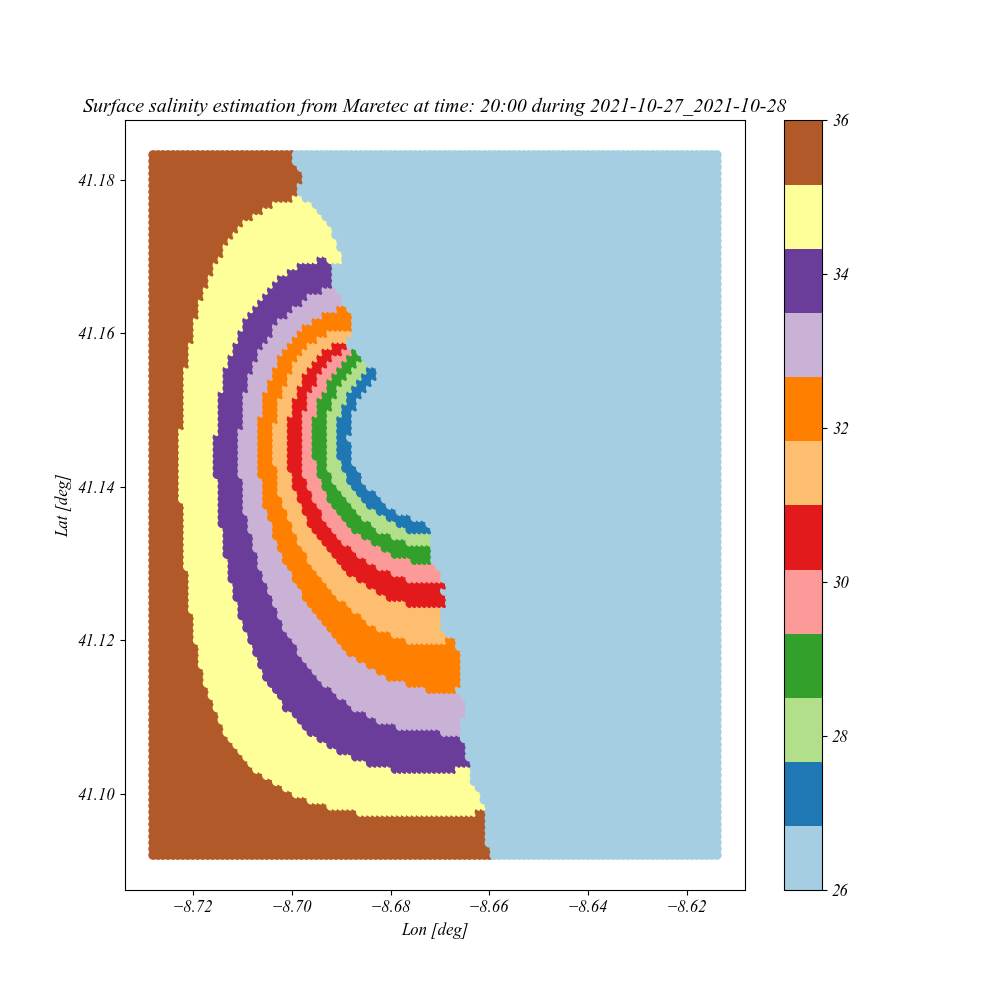 Surface salinity estimation from Maretec at time: 20:00 during 2021-10-27_2021-10-28
41.18
41.16
41.14
41.12
41.10
Lat [deg]
−8.72 −8.70 −8.68 −8.66 −8.64 −8.62
Lon [deg]
36
34
32
30
28
26